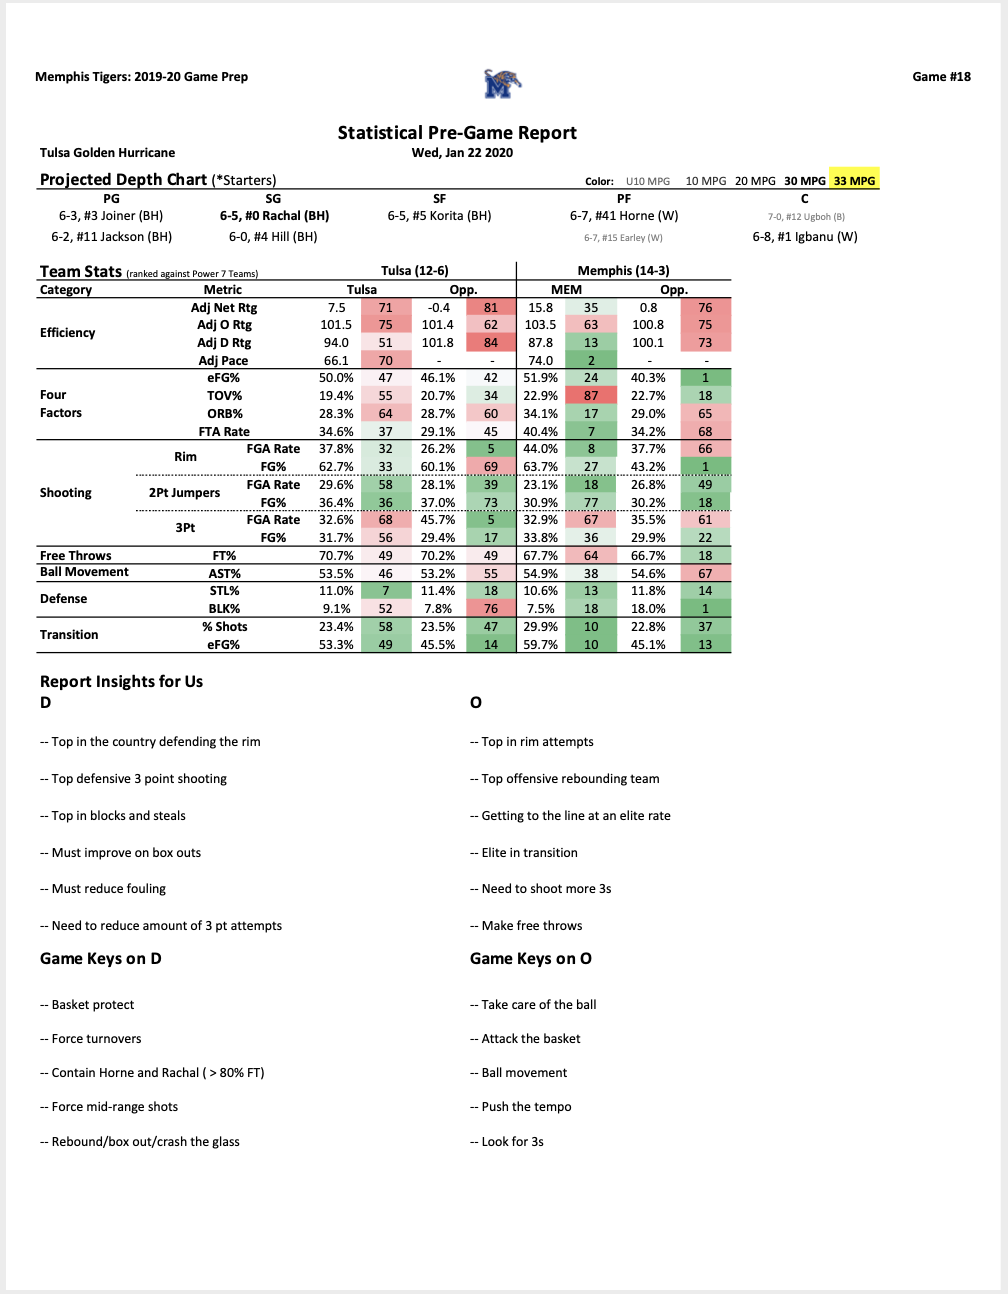 Memphis Tigers: 2019-20 Game Prep M Game #18
Statistical Pre-Game Report
Tulsa Golden Hurricane Wed, Jan 22 2020
Projected Depth Chart (*Starters) Color: U10 MPG 10 MPG 20 MPG 30 MPG 33 MPG
PG SG SF PF C
6-3, #3 Joiner (BH) 6-5, #0 Rachal (BH) 6-5, #5 Korita (BH) 6-7, #41 Horne (W) 7-0, #12 Ugboh (B)
6-2, #11 Jackson (BH) 6-0, #4 Hill (BH) 6-7, #15 Earley (W) 6-8, #1 Igbanu (W)
Team Stats (ranked against Power 7 Teams) Tulsa (12-6) Memphis (14-3)
Category Metric Tulsa Opp. MEM Opp.
Adj Net Rtg 7.5 71 -0.4 81 15.8 35 0.8 76
Efficiency Adj O Rtg 101.5 75 101.4 62 103.5 63 100.8 75
Adj D Rtg 94.0 51 101.8 84 87.8 13 100.1 73
Adj Pace 66.1 70 - - 74.0 2 - -
eFG% 50.0% 47 46.1% 42 51.9% 24 40.3% 1
Four TOV% 19.4% 55 20.7% 34 22.9% 87 22.7% 18
Factors ORB% 28.3% 64 28.7% 60 34.1% 17 29.0% 65
FTA Rate 34.6% 37 29.1% 45 40.4% 7 34.2% 68
Rim FGA Rate 37.8% 32 26.2% 5 44.0% 8 37.7% 66
FG% 62.7% 33 60.1% 69 63.7% 27 43.2% 1
Shooting 2Pt Jumpers FGA Rate 29.6% 58 28.1% 39 23.1% 18 26.8% 49
FG% 36.4% 36 37.0% 73 30.9% 77 30.2% 18
3Pt FGA Rate 32.6% 68 45.7% 5 32.9% 67 35.5% 61
FG% 31.7% 56 29.4% 17 33.8% 36 29.9% 22
Free Throws FT% 70.7% 49 70.2% 49 67.7% 64 66.7% 18
Ball Movement AST% 53.5% 46 53.2% 55 54.9% 38 54.6% 67
Defense STL% 11.0% 7 11.4% 18 10.6% 13 11.8% 14
BLK% 9.1% 52 7.8% 76 7.5% 18 18.0% 1
Transition % Shots 23.4% 58 23.5% 47 29.9% 10 22.8% 37
eFG% 53.3% 49 45.5% 14 59.7% 10 45.1% 13
Report Insights for Us
D O
-- Top in the country defending the rim -- Top in rim attempts
-- Top defensive 3 point shooting -- Top offensive rebounding team
-- Top in blocks and steals -- Getting to the line at an elite rate
-- Must improve on box outs -- Elite in transition
-- Must reduce fouling -- Need to shoot more 3s
-- Need to reduce amount of 3 pt attempts -- Make free throws
Game Keys on D Game Keys on O
-- Basket protect -- Take care of the ball
-- Force turnovers -- Attack the basket
-- Contain Horne and Rachal ( > 80% FT) -- Ball movement
-- Force mid-range shots -- Push the tempo
-- Rebound/box out/crash the glass -- Look for 3s